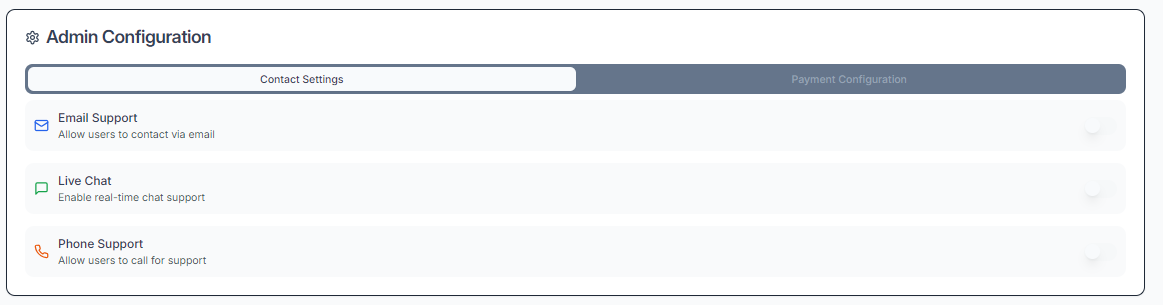 Admin Configuration
Contact Settings
Payment Configuration
Email Support
Allow users to contact via email
Live Chat
Enable real-time chat support
Phone Support
Allow users to call for support